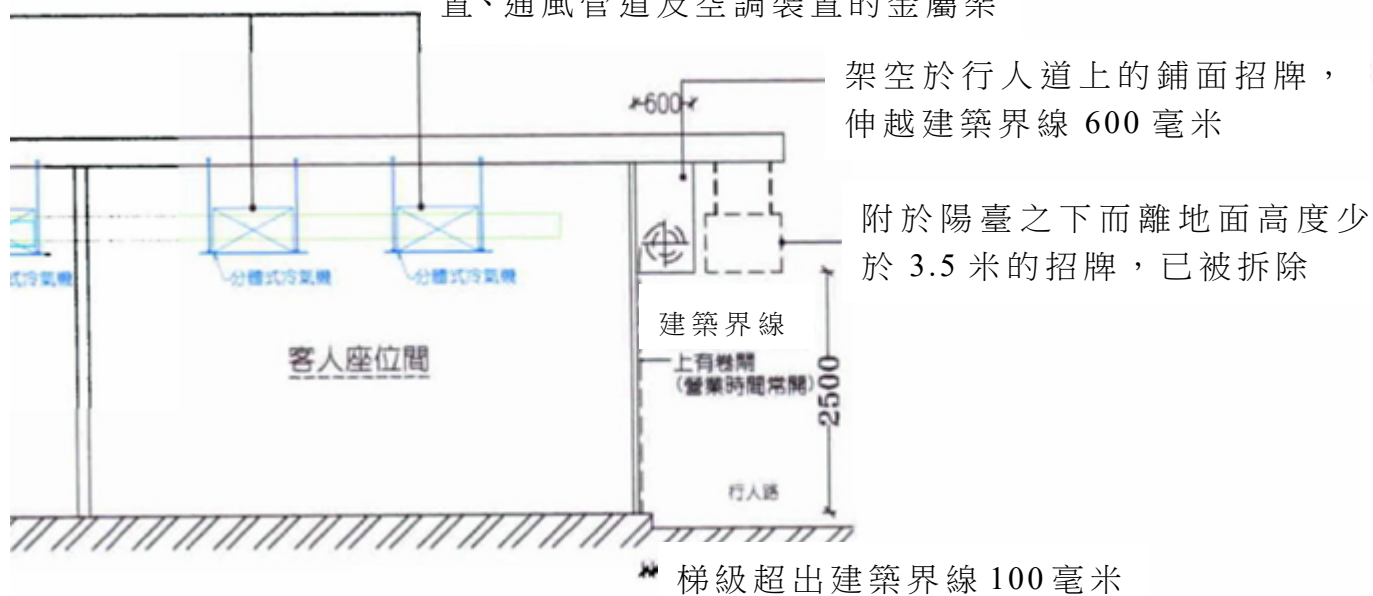 置、通風管道及空調裝置的金屬架
架空於行人道上的鋪面招牌，
伸越建築界線 600 毫米
600
附於陽臺之下而離地面高度少
於 3.5 米的招牌，已被拆除
式冷氣機
分體式冷氣機
分體式冷氣機
建築界線
客人座位間
上有卷閘
(營業時間常開)
2500
行人路
梯級超出建築界線 100 毫米